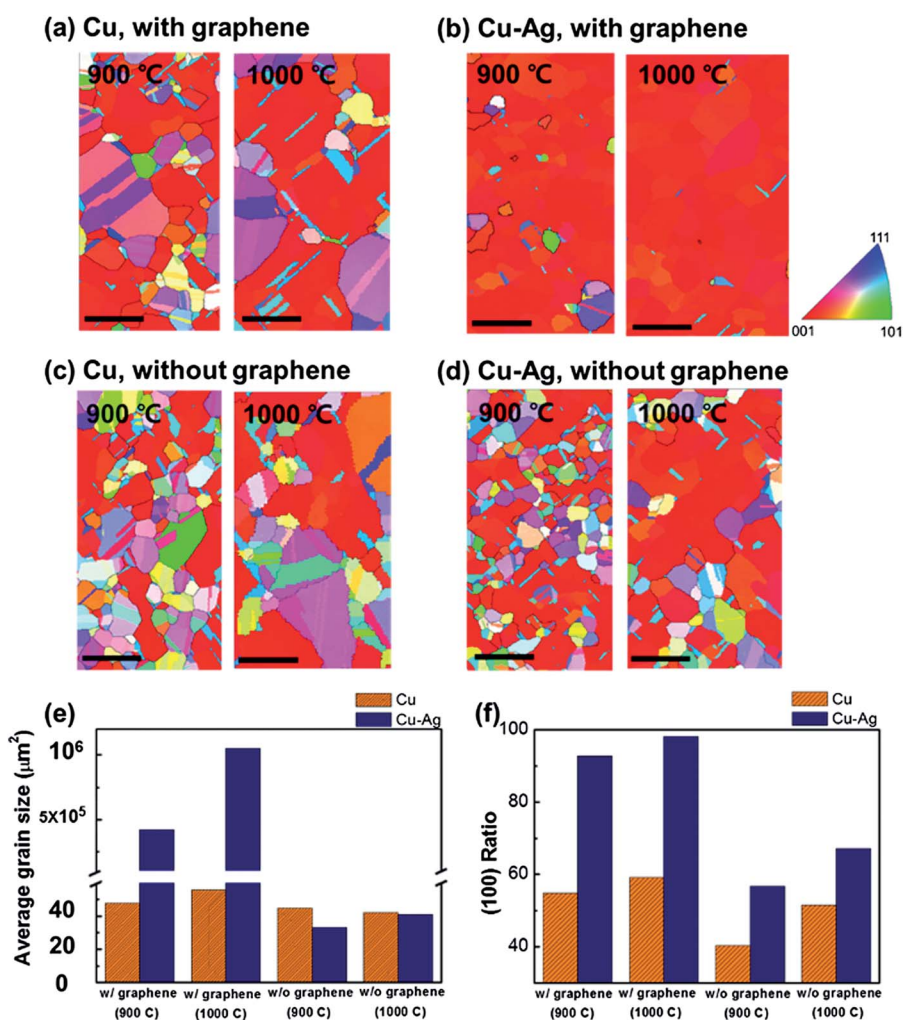 (a) Cu, with graphene
(b) Cu-Ag, with graphene
900 ℃
1000 ℃
900 ℃
1000 ℃
111
001
101
(c) Cu, without graphene
(d) Cu-Ag, without graphene
900 ℃
1000 ℃
900 ℃
1000 ℃
(e)
Cu
Cu-Ag
Average grain size (μm²)
10⁶
5X10⁵
40
20
0
w/ graphene
(900 C)
w/ graphene
(1000 C)
w/o graphene
(900 C)
w/o graphene
(1000 C)
(f)
Cu
Cu-Ag
(100) Ratio
100
80
60
40
w/ graphene
(900 C)
w/ graphene
(1000 C)
w/o graphene
(900 C)
w/o graphene
(1000 C)